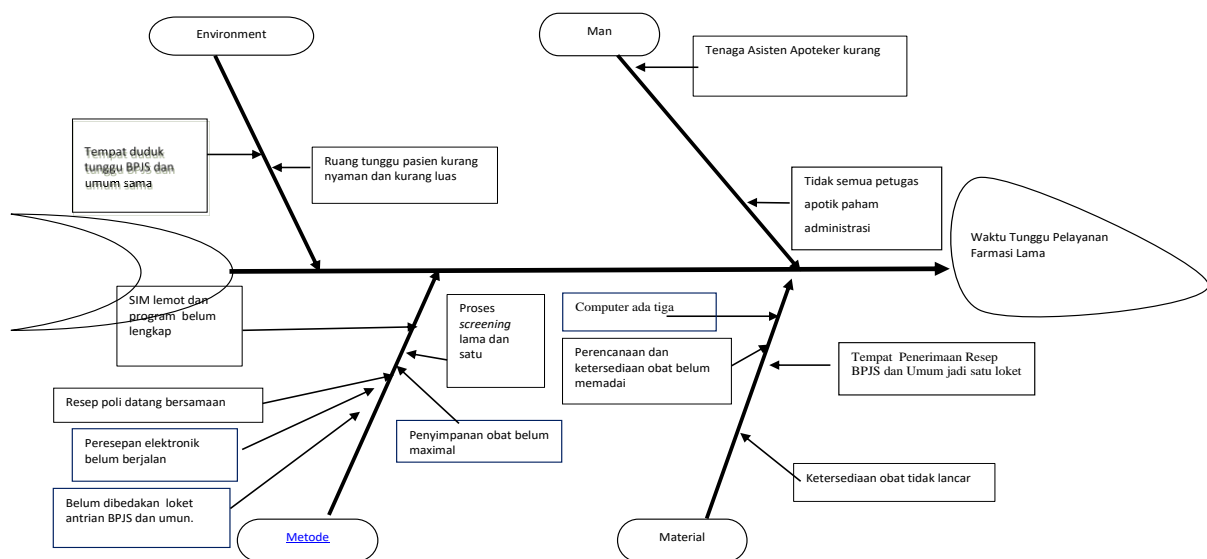 Environment
Man
Tenaga Asisten Apoteker kurang
Tempat duduk
tunggu BPJS dan
umum sama
Ruang tunggu pasien kurang
nyaman dan kurang luas
Tidak semua petugas
apotik paham
administrasi
Waktu Tunggu Pelayanan
Farmasi Lama
SIM lemot dan
program belum
lengkap
Proses
screening
lama dan
satu
Computer ada tiga
Perencanaan dan
ketersediaan obat belum
memadai
Tempat Penerimaan Resep
BPJS dan Umum jadi satu loket
Resep poli datang bersamaan
Peresepan elektronik
belum berjalan
Penyimpanan obat belum
maximal
Belum dibedakan loket
antrian BPJS dan umun.
Ketersediaan obat tidak lancar
Metode
Material